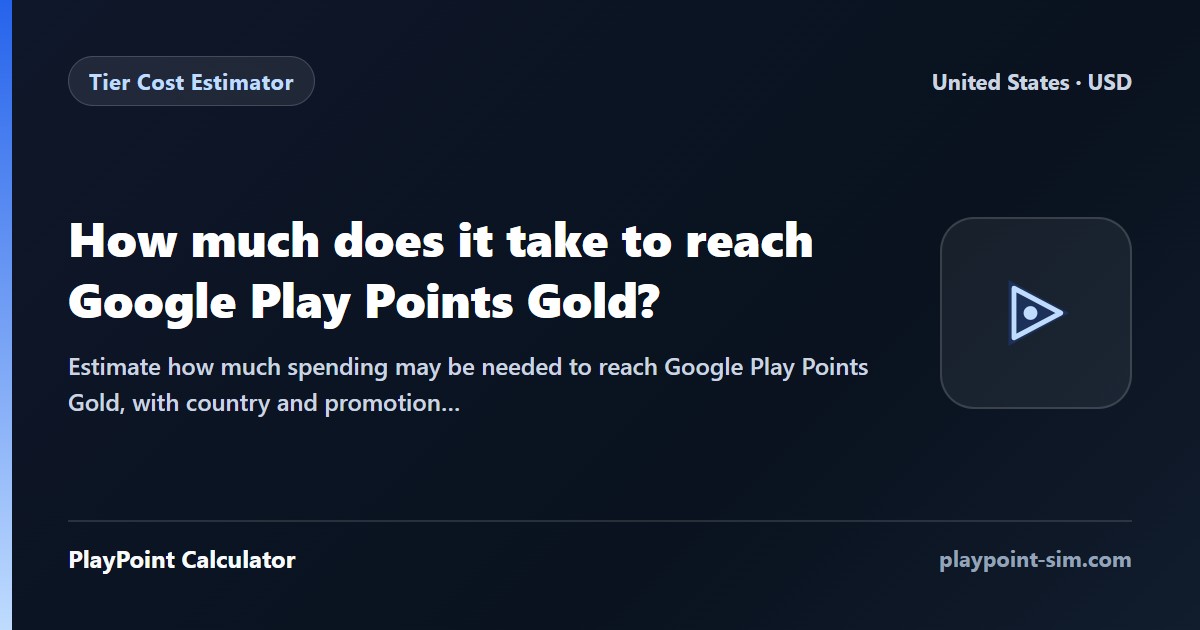 Tier Cost Estimator
United States · USD
How much does it take to reach
Google Play Points Gold?
Estimate how much spending may be needed to reach Google Play Points
Gold, with country and promotion...
PlayPoint Calculator
playpoint-sim.com